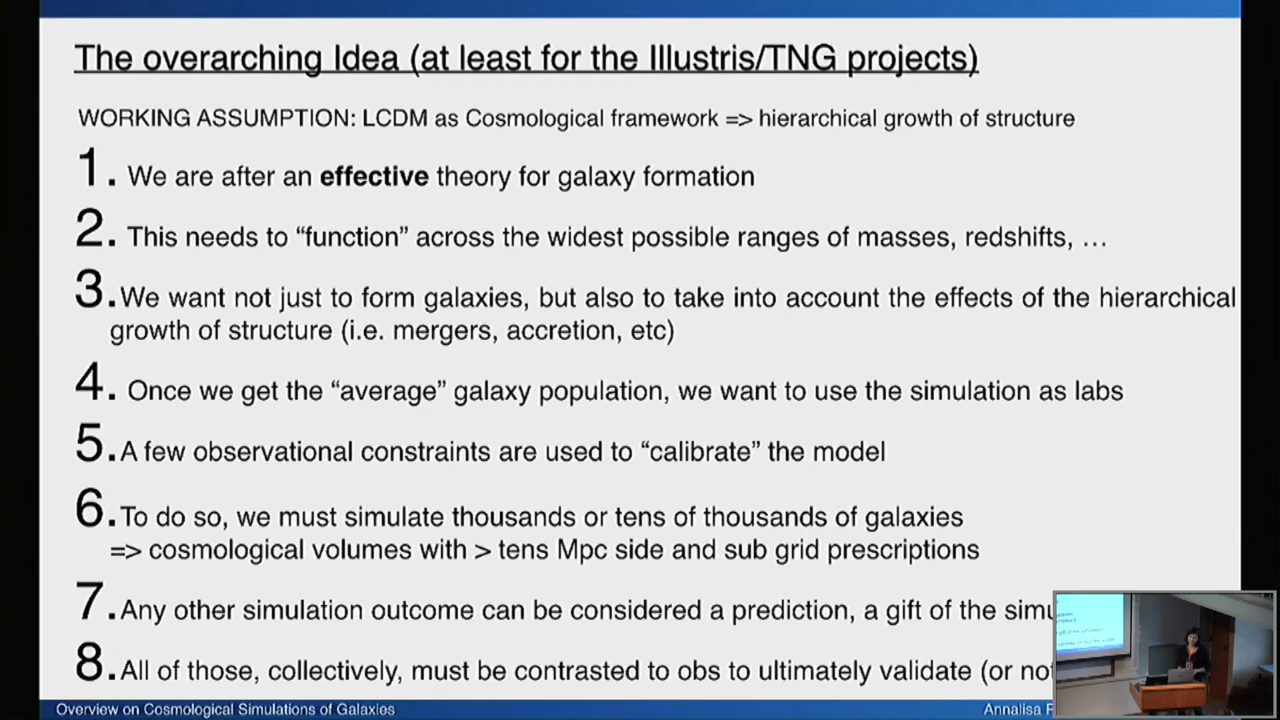 The overarching Idea (at least for the Illustris/TNG projects)
WORKING ASSUMPTION: LCDM as Cosmological framework => hierarchical growth of structure
1. We are after an effective theory for galaxy formation
2. This needs to “function” across the widest possible ranges of masses, redshifts, …
3. We want not just to form galaxies, but also to take into account the effects of the hierarchical
growth of structure (i.e. mergers, accretion, etc)
4. Once we get the “average” galaxy population, we want to use the simulation as labs
5. A few observational constraints are used to “calibrate” the model
6. To do so, we must simulate thousands or tens of thousands of galaxies
=> cosmological volumes with > tens Mpc side and sub grid prescriptions
7. Any other simulation outcome can be considered a prediction, a gift of the
8. All of those, collectively, must be contrasted to obs to ultimately validate (or
Overview on Cosmological Simulations of Galaxies
Annalisa